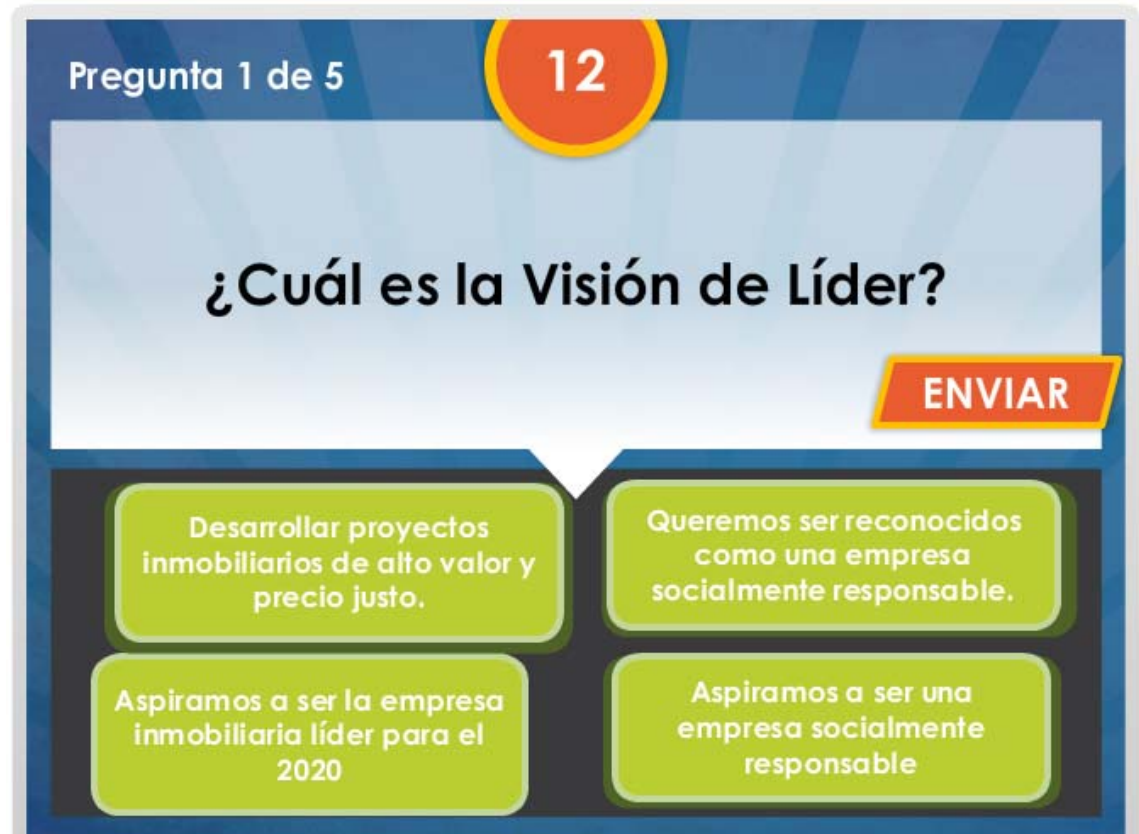 Pregunta 1 de 5
12
¿Cuál es la Visión de Líder?
ENVIAR
Desarrollar proyectos
inmobiliarios de alto valor y
precio justo.
Queremos ser reconocidos
como una empresa
socialmente responsable.
Aspiramos a ser la empresa
inmobiliaria líder para el
2020
Aspiramos a ser una
empresa socialmente
responsable